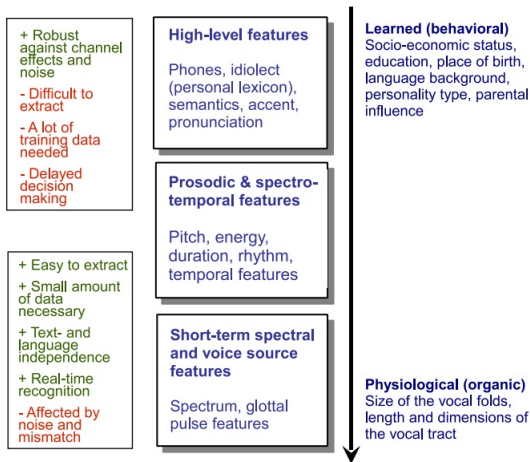 + Robust
against channel
effects and
noise
- Difficult to
extract
- A lot of
training data
needed
- Delayed
decision
making
High-level features
Phones, idiolect
(personal lexicon),
semantics, accent,
pronunciation
Learned (behavioral)
Socio-economic status,
education, place of birth,
language background,
personality type, parental
influence
Prosodic & spectro-
temporal features
Pitch, energy,
duration, rhythm,
temporal features
+ Easy to extract
+ Small amount
of data
necessary
+ Text- and
language
independence
+ Real-time
recognition
- Affected by
noise and
mismatch
Short-term spectral
and voice source
features
Spectrum, glottal
pulse features
Physiological (organic)
Size of the vocal folds,
length and dimensions of
the vocal tract